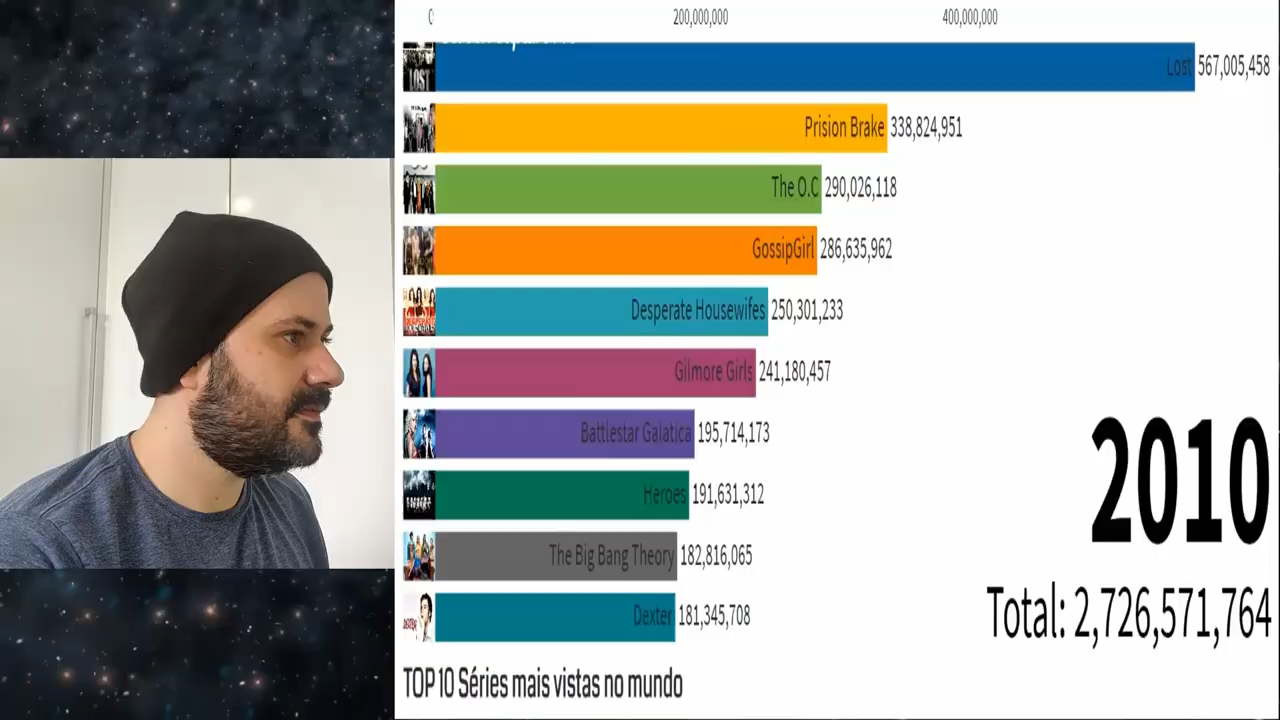 200,000,000
400,000,000
Lost 567,005,458
Prision Brake 338,824,951
The O.C 290,026,118
GossipGirl 286,635,962
Desperate Housewifes 250,301,233
Gilmore Girls 241,180,457
Battlestar Galatica 195,714,173
Heroes 191,631,312
The Big Bang Theory 182,816,065
Dexter 181,345,708
2010
Total: 2,726,571,764
TOP 10 Séries mais vistas no mundo